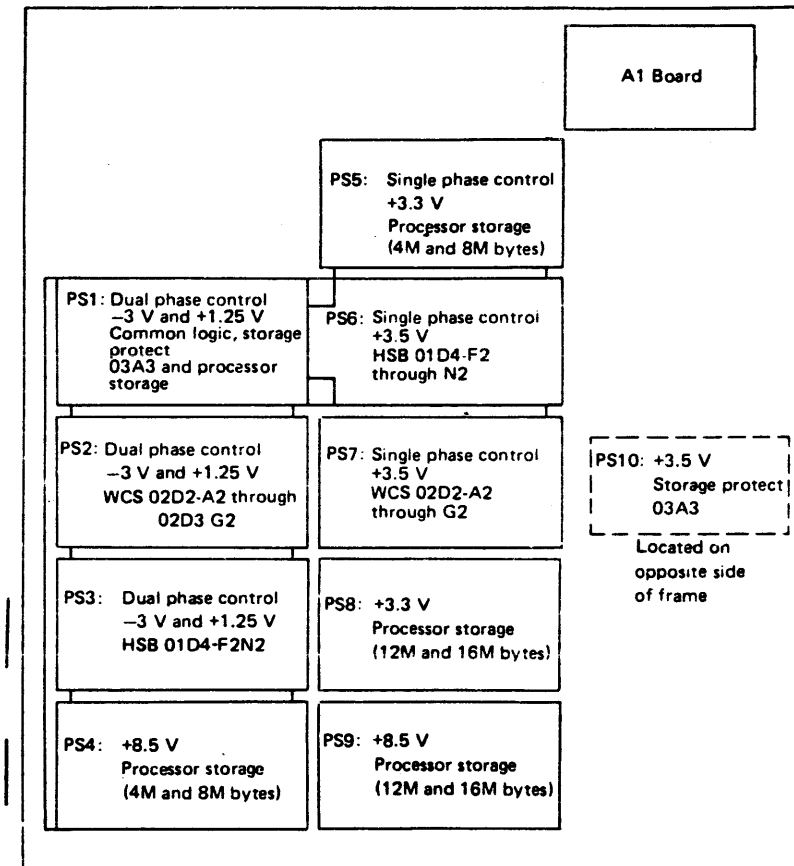 A1 Board
PS5: Single phase control
+3.3 V
Processor storage
(4M and 8M bytes)
PS1: Dual phase control
–3 V and +1.25 V
Common logic, storage
protect
03A3 and processor
storage
PS6: Single phase control
+3.5 V
HSB 01D4-F2
through N2
PS2: Dual phase control
–3 V and +1.25 V
WCS 02D2-A2 through
02D3 G2
PS7: Single phase control
+3.5 V
WCS 02D2-A2
through G2
PS10: +3.5 V
Storage protect
03A3
Located on
opposite side
of frame
PS3: Dual phase control
–3 V and +1.25 V
HSB 01D4-F2N2
PS8: +3.3 V
Processor storage
(12M and 16M bytes)
PS4: +8.5 V
Processor storage
(4M and 8M bytes)
PS9: +8.5 V
Processor storage
(12M and 16M bytes)